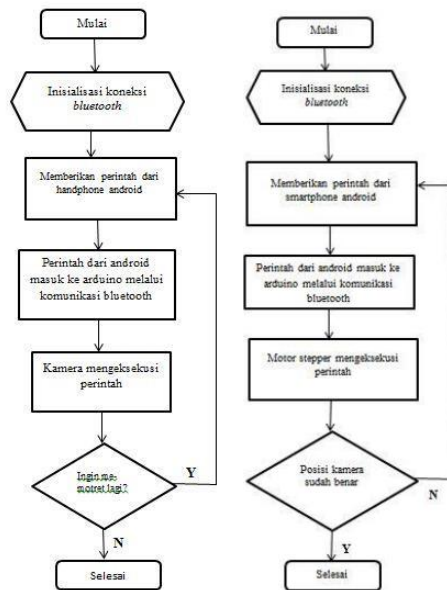 Mulai
Inisialisasi koneksi
bluetooth
Memberikan perintah dari
handphone android
Perintah dari android
masuk ke arduino melalui
komunikasi bluetooth
Kamera mengeksekusi
perintah
Ingin me-
motret lagi?
Y
N
Selesai
Mulai
Inisialisasi koneksi
bluetooth
Memberikan perintah dari
smartphone android
Perintah dari android masuk ke
arduino melalui komunikasi
bluetooth
Motor stepper mengeksekusi
perintah
Posisi kamera
sudah benar
N
Y
Selesai